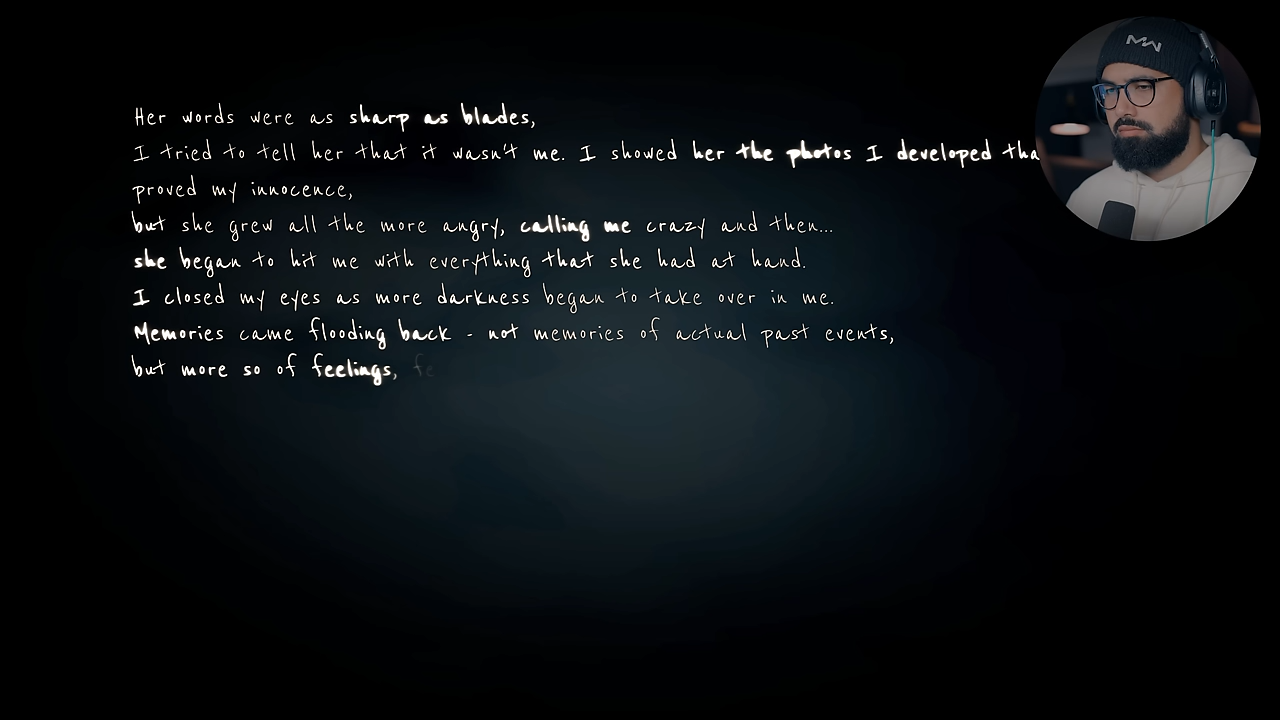 Her words were as sharp as blades,
I tried to tell her that it wasn't me. I showed her the photos I developed tha
proved my innocence,
but she grew all the more angry, calling me crazy and then...
she began to hit me with everything that she had at hand.
I closed my eyes as more darkness began to take over in me.
Memories came flooding back - not memories of actual past events,
but more so of feelings, fe